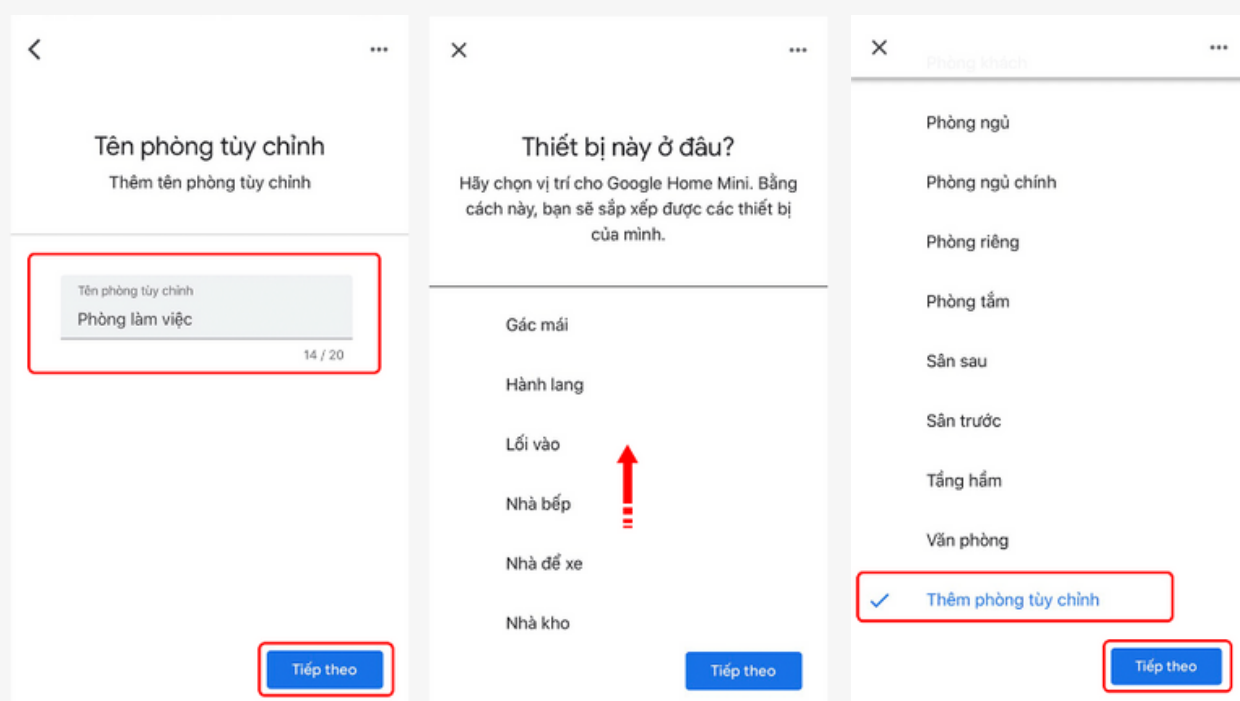 Tên phòng tùy chỉnh
Thêm tên phòng tùy chỉnh
Tên phòng tùy chỉnh
Phòng làm việc
14 / 20
Tiếp theo
Thiết bị này ở đâu?
Hãy chọn vị trí cho Google Home Mini. Bằng
cách này, bạn sẽ sắp xếp được các thiết bị
của mình.
Gác mái
Hành lang
Lối vào
Nhà bếp
Nhà để xe
Nhà kho
Tiếp theo
Phòng khách
Phòng ngủ
Phòng ngủ chính
Phòng riêng
Phòng tắm
Sân sau
Sân trước
Tầng hầm
Văn phòng
Thêm phòng tùy chỉnh
Tiếp theo